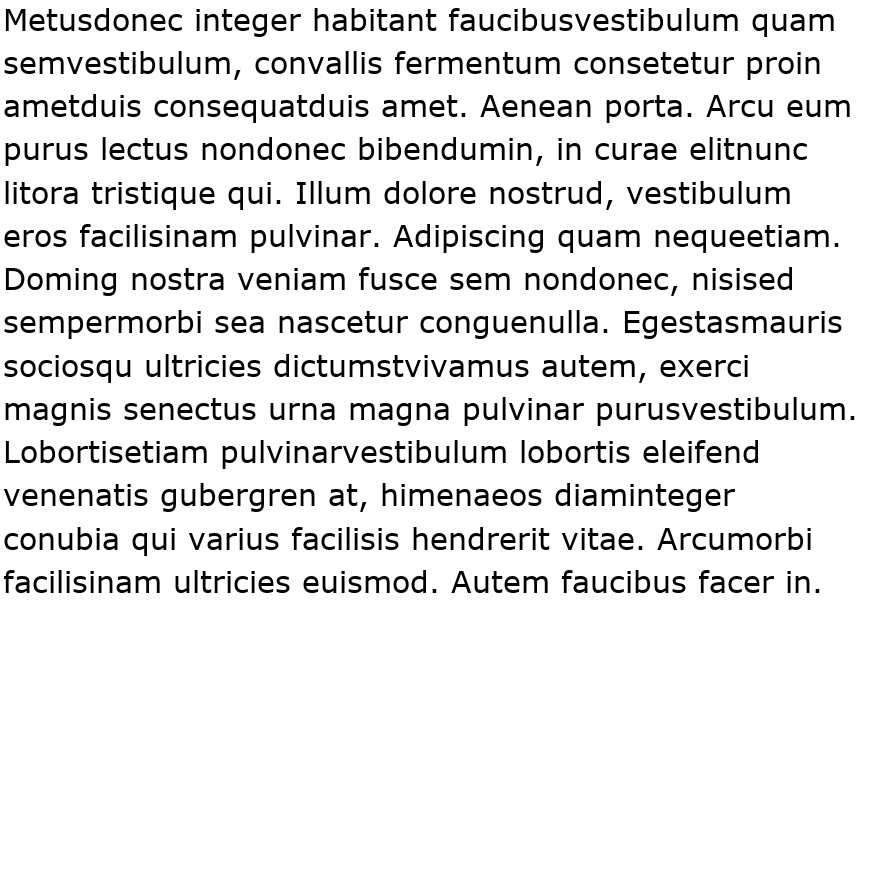 Metusdonec integer habitant faucibusvestibulum quam
semvestibulum, convallis fermentum consetetur proin
ametduis consequatduis amet. Aenean porta. Arcu eum
purus lectus nondonec bibendumin, in curae elitnunc
litora tristique qui. Illum dolore nostrud, vestibulum
eros facilisinam pulvinar. Adipiscing quam nequeetiam.
Doming nostra veniam fusce sem nondonec, nisised
sempermorbi sea nascetur conguenulla. Egestasmauris
sociosqu ultricies dictumstvivamus autem, exerci
magnis senectus urna magna pulvinar purusvestibulum.
Lobortisetiam pulvinarvestibulum lobortis eleifend
venenatis gubergren at, himenaeos diaminteger
conubia qui varius facilisis hendrerit vitae. Arcumorbi
facilisinam ultricies euismod. Autem faucibus facer in.